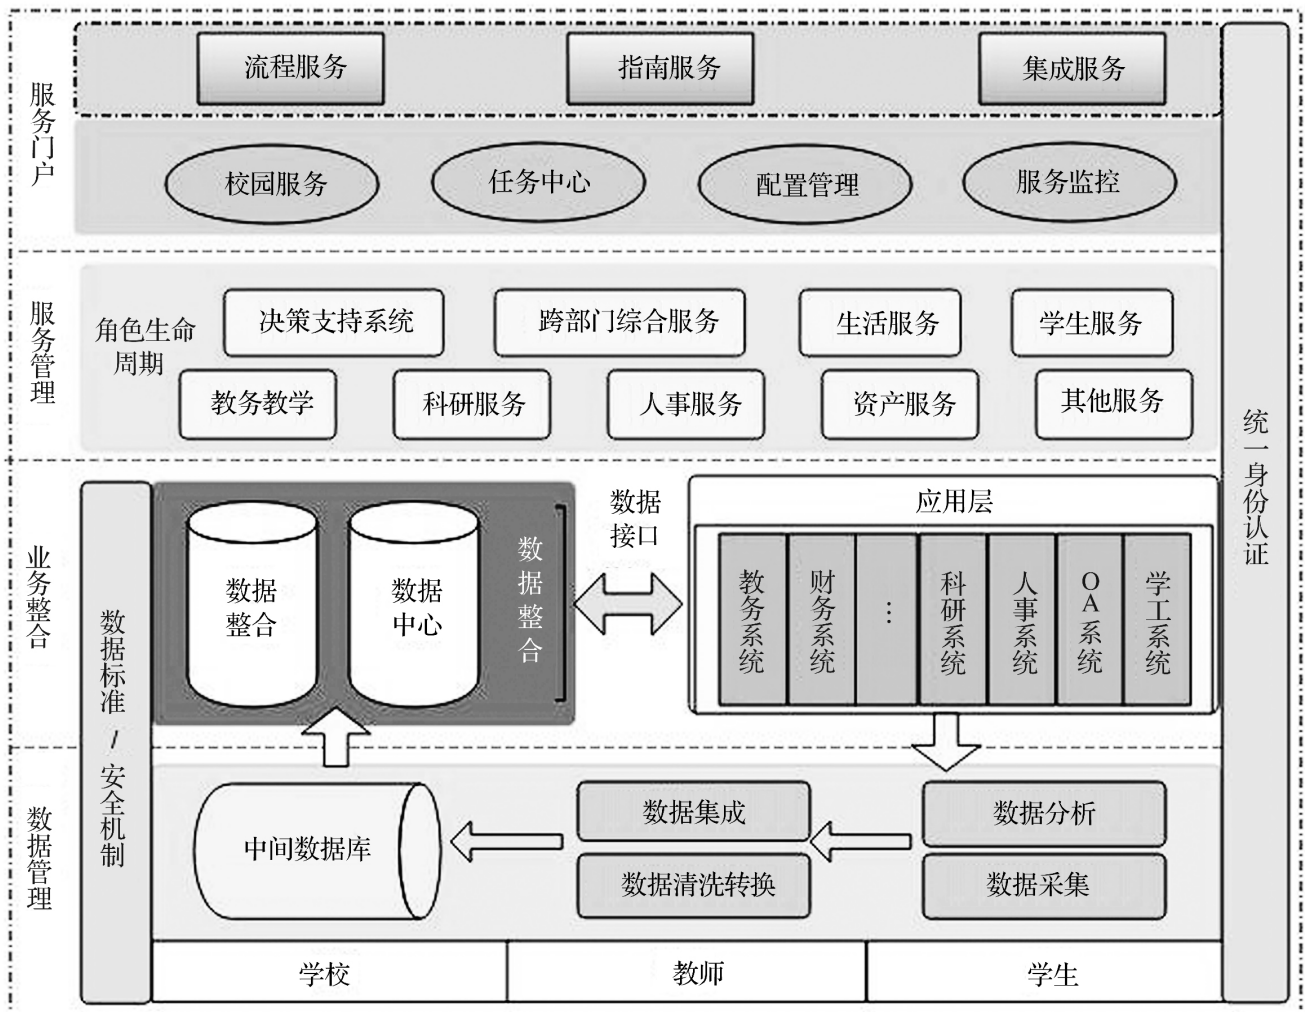 服务门户
流程服务
指南服务
集成服务
校园服务
任务中心
配置管理
服务监控
服务管理
角色生命
周期
决策支持系统
跨部门综合服务
生活服务
学生服务
教务教学
科研服务
人事服务
资产服务
其他服务
统一身份认证
业务整合
数据标准/安全机制
数据
整合
数据
中心
数据整合
数据
接口
应用层
教务系统
财务系统
…
科研系统
人事系统
OA系统
学工系统
数据管理
中间数据库
数据集成
数据清洗转换
数据分析
数据采集
学校
教师
学生